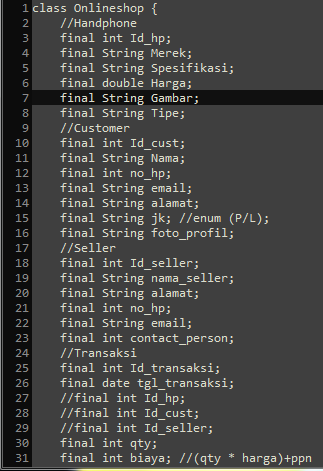 1 class Onlineshop {
2 //Handphone
3 final int Id_hp;
4 final String Merek;
5 final String Spesifikasi;
6 final double Harga;
7 final String Gambar;
8 final String Tipe;
9 //Customer
10 final int Id_cust;
11 final String Nama;
12 final int no_hp;
13 final String email;
14 final String alamat;
15 final String jk; //enum (P/L);
16 final String foto_profil;
17 //Seller
18 final int Id_seller;
19 final String nama_seller;
20 final String alamat;
21 final int no_hp;
22 final String email;
23 final int contact_person;
24 //Transaksi
25 final int Id_transaksi;
26 final date tgl_transaksi;
27 //final int Id_hp;
28 //final int Id_cust;
29 //final int Id_seller;
30 final int qty;
31 final int biaya; //(qty * harga)+ppn